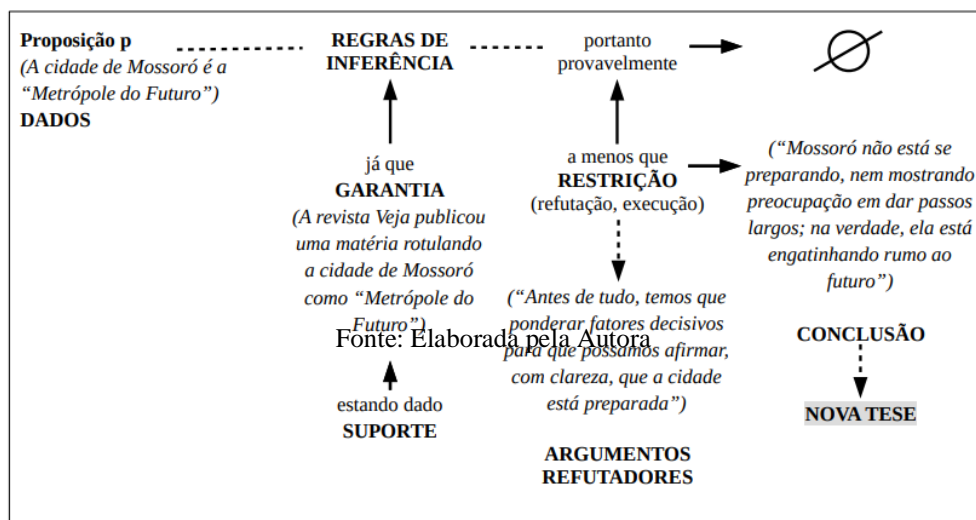 Proposição p
(A cidade de Mossoró é a
“Metrópole do Futuro”)
DADOS
REGRAS DE
INFERÊNCIA
portanto
provavelmente
já que
GARANTIA
(A revista Veja publicou
uma matéria rotulando
a cidade de Mossoró
como “Metrópole do
Futuro”)
estando dado
SUPORTE
a menos que
RESTRIÇÃO
(refutação, execução)
(“Antes de tudo, temos que
ponderar fatores decisivos
para que possamos afirmar,
com clareza, que a cidade
está preparada”)
ARGUMENTOS
REFUTADORES
(“Mossoró não está se
preparando, nem mostrando
preocupação em dar passos
largos; na verdade, ela está
engatinhando rumo ao
futuro”)
CONCLUSÃO
NOVA TESE
Fonte: Elaborada pela Autora